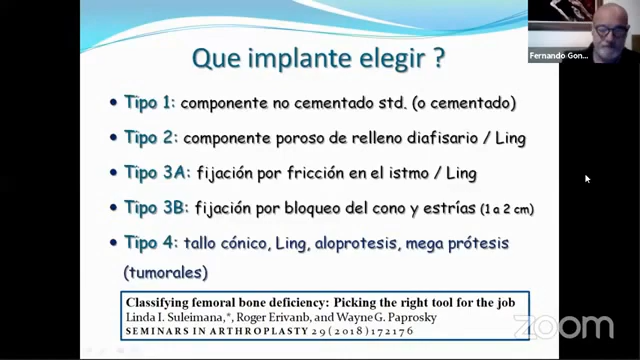 Que implante elegir ?
Fernando Gon...
• Tipo 1: componente no cementado std. (o cementado)
• Tipo 2: componente poroso de relleno diafisario / Ling
• Tipo 3A: fijación por fricción en el istmo / Ling
• Tipo 3B: fijación por bloqueo del cono y estrías (1 a 2 cm)
• Tipo 4: tallo cónico, Ling, aloprotesis, mega prótesis
(tumorales)
Classifying femoral bone deficiency: Picking the right tool for the job
Linda I. Suleimana,*, Roger Erivanb, and Wayne G. Paprosky
SEMINARS IN ARTHROPLASTY 29 (2018) 172176
zoom